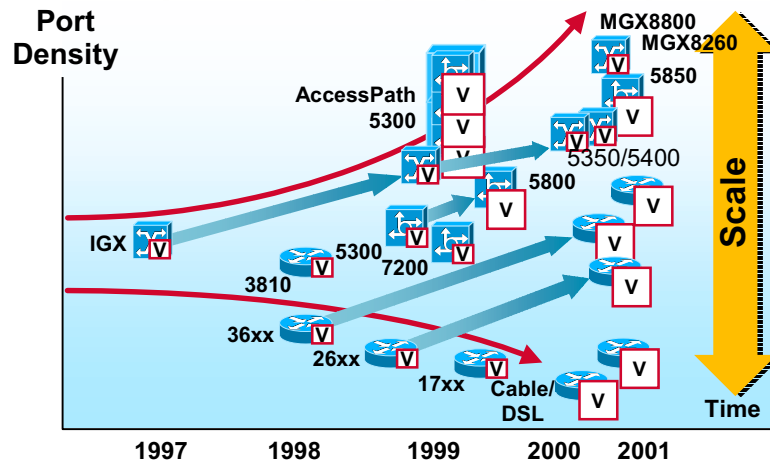 Port
Density
MGX8800
MGX8260
V
5850
V
AccessPath
5300
V
V
V
V
V
V
5350/5400
V
5800
V
V
IGX
V
5300
7200
V
V
V
3810
V
V
36xx
V
26xx
V
17xx
V
V
Cable/
DSL
V
Scale
Time
1997
1998
1999
2000
2001